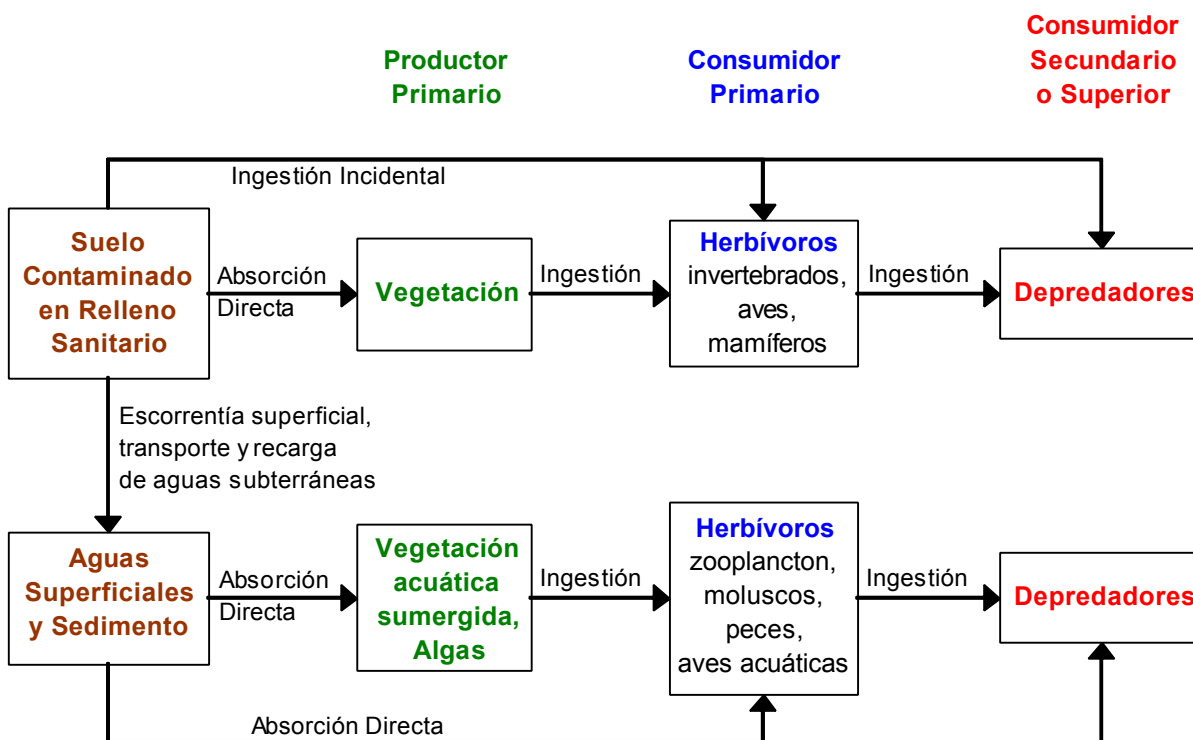 Productor
Primario
Consumidor
Primario
Consumidor
Secundario
o Superior
Ingestión Incidental
Suelo
Contaminado
en Relleno
Sanitario
Absorción
Directa
Vegetación
Ingestión
Herbívoros
invertebrados,
aves,
mamíferos
Ingestión
Depredadores
Escorrentía superficial,
transporte y recarga
de aguas subterráneas
Aguas
Superficiales
y Sedimento
Absorción
Directa
Vegetación
acuática
sumergida,
Algas
Ingestión
Herbívoros
zooplancton,
moluscos,
peces,
aves acuáticas
Ingestión
Depredadores
Absorción Directa